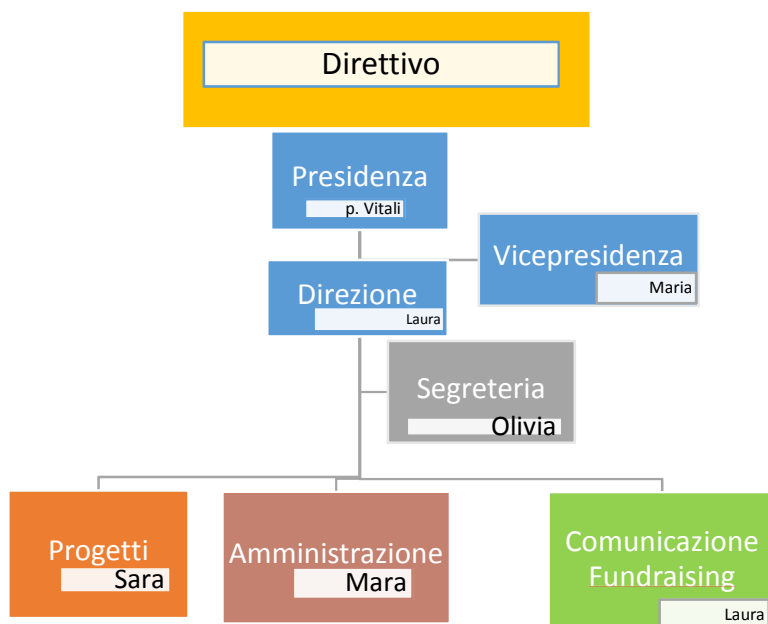 Direttivo
Presidenza
p. Vitali
Vicepresidenza
Maria
Direzione
Laura
Segreteria
Olivia
Progetti
Sara
Amministrazione
Mara
Comunicazione
Fundraising
Laura